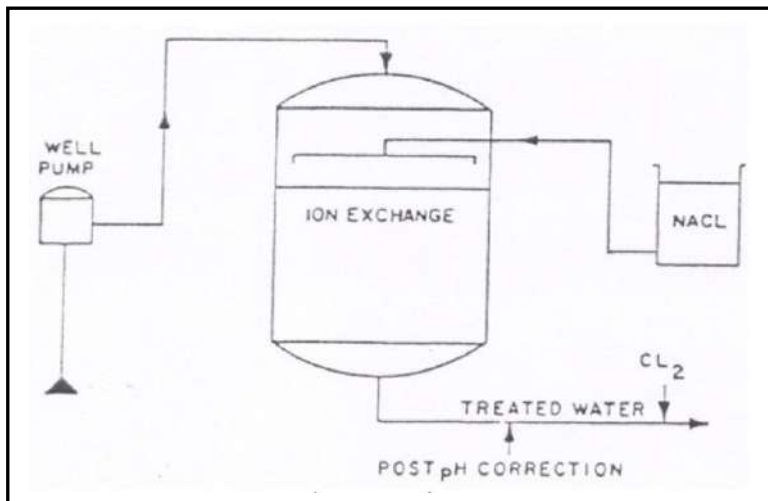 WELL
PUMP
ION EXCHANGE
NACL
CL2
TREATED WATER
POST pH CORRECTION